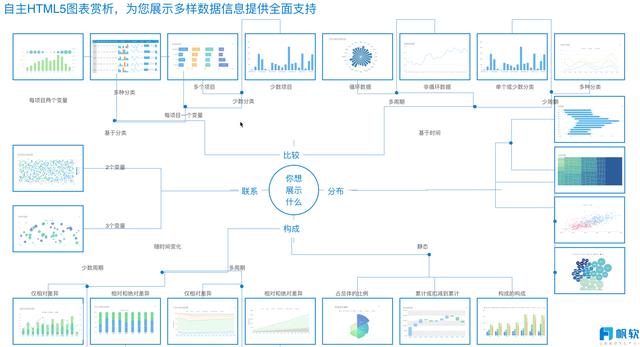 自主HTML5图表赏析，为您展示多样数据信息提供全面支持
每项目两个变量
多种分类
多个项目
少数项目
循环数据
非循环数据
单个或少数分类
多种分类
少数分类
多周期
少周期
每项目一个变量
基于分类
基于时间
比较
2个变量
联系
你想
展示
什么
分布
3个变量
构成
随时间变化
静态
少数周期
多周期
仅相对差异
相对和绝对差异
仅相对差异
相对和绝对差异
占总体的比例
累计或扣减到累计
构成的构成
帆软